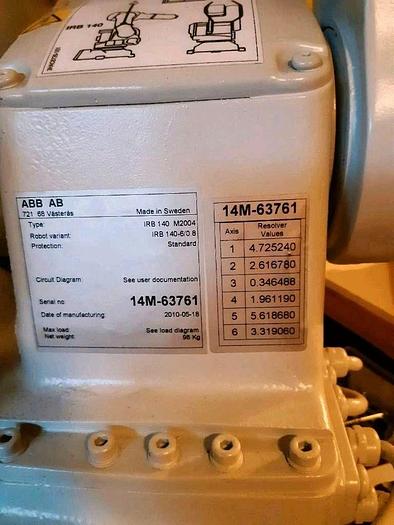 IRB 140
ABB AB
721 68 Västerås Made in Sweden
Type: IRB 140 M2004
Robot variant: IRB 140-6/0.8
Protection: Standard
Circuit Diagram: See user documentation
Serial no: 14M-63761
Date of manufacturing: 2010-05-18
Max load: See load diagram
Net weight: 98 Kg
14M-63761
Axis Resolver Values
1 4.725240
2 2.616780
3 0.346488
4 1.961190
5 5.618680
6 3.319060